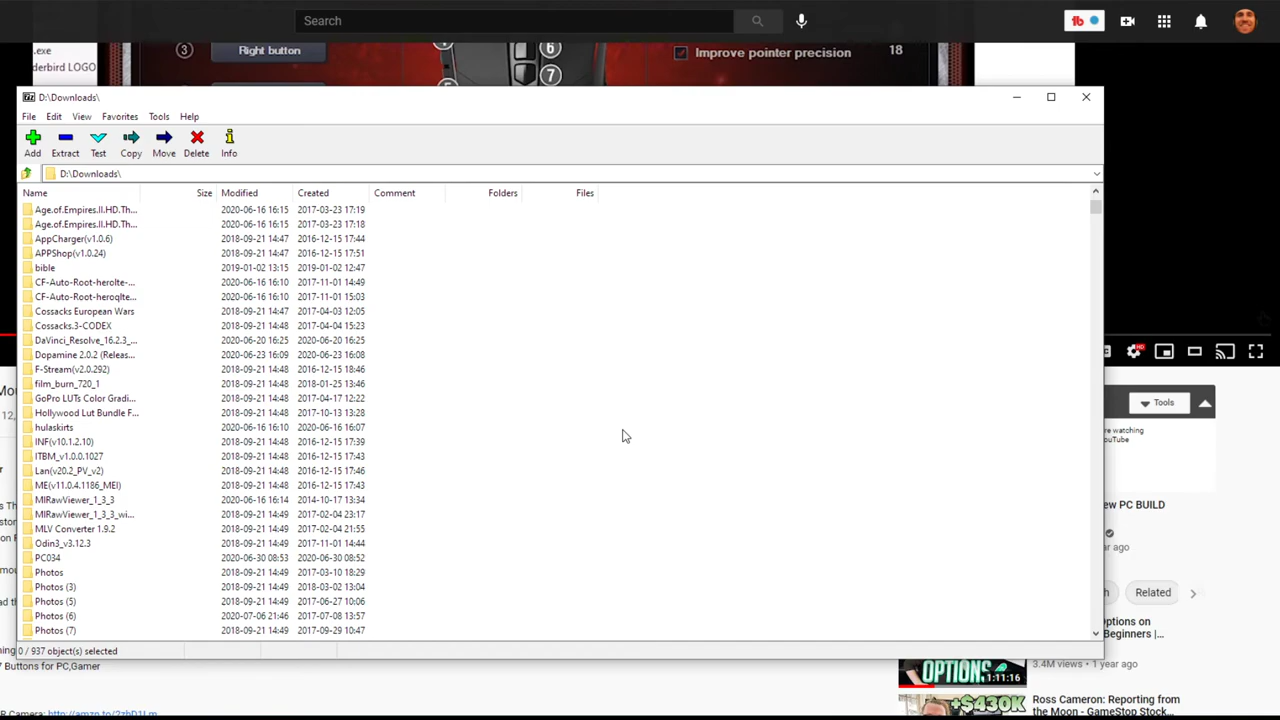 Search
.exe
derbird LOGO
3 Right button 6 Improve pointer precision 18
7
D:\Downloads\
File Edit View Favorites Tools Help
Add Extract Test Copy Move Delete Info
D:\Downloads\
Name Size Modified Created Comment Folders Files
Age.of.Empires.II.HD.Th... 2020-06-16 16:15 2017-03-23 17:19
Age.of.Empires.II.HD.Th... 2020-06-16 16:15 2017-03-23 17:18
AppCharger(v1.0.6) 2018-09-21 14:47 2016-12-15 17:44
APPShop(v1.0.24) 2018-09-21 14:47 2016-12-15 17:51
bible 2019-01-02 13:15 2019-01-02 12:47
CF-Auto-Root-herolte-... 2020-06-16 16:10 2017-11-01 14:49
CF-Auto-Root-heroqlte... 2020-06-16 16:10 2017-11-01 15:03
Cossacks European Wars 2018-09-21 14:47 2017-04-03 12:05
Cossacks.3-CODEX 2018-09-21 14:48 2017-04-04 15:23
DaVinci_Resolve_16.2.3_... 2020-06-20 16:25 2020-06-20 16:25
Dopamine 2.0.2 (Releas... 2020-06-23 16:09 2020-06-23 16:08
F-Stream(v2.0.292) 2018-09-21 14:48 2016-12-15 18:46
film_burn_720_1 2018-09-21 14:48 2018-01-25 13:46
GoPro LUTs Color Gradi... 2018-09-21 14:48 2017-04-17 12:22
Hollywood Lut Bundle F... 2018-09-21 14:48 2017-10-13 13:28
hulaskirts 2020-06-16 16:10 2020-06-16 16:07
INF(v10.1.2.10) 2018-09-21 14:48 2016-12-15 17:39
ITBM_v1.0.0.1027 2018-09-21 14:48 2016-12-15 17:43
Lan(v20.2_PV_v2) 2018-09-21 14:48 2016-12-15 17:46
ME(v11.0.4.1186_MEI) 2018-09-21 14:48 2016-12-15 17:43
MIRawViewer_1_3_3 2020-06-16 16:14 2014-10-17 13:34
MIRawViewer_1_3_3_wi... 2018-09-21 14:49 2017-02-04 23:17
MLV Converter 1.9.2 2018-09-21 14:49 2017-02-04 21:55
Odin3_v3.12.3 2018-09-21 14:49 2017-11-01 14:44
PC034 2020-06-30 08:53 2020-06-30 08:52
Photos 2018-09-21 14:49 2017-03-10 18:29
Photos (3) 2018-09-21 14:49 2018-03-02 13:04
Photos (5) 2018-09-21 14:49 2017-06-27 10:06
Photos (6) 2020-07-06 21:46 2017-07-08 13:57
Photos (7) 2018-09-21 14:49 2017-09-29 10:47
0 / 937 object(s) selected
HD
Tools
re watching
ouTube
ew PC BUILD
ar ago
Related
ptions on
Beginners |...
3.4M views • 1 year ago
OPTIONS
1:11:16
Ross Cameron: Reporting from
the Moon - GameStop Stock...
+$430K
7 Buttons for PC,Gamer
PC Camera: http://amzn.to/2zhD1Lm